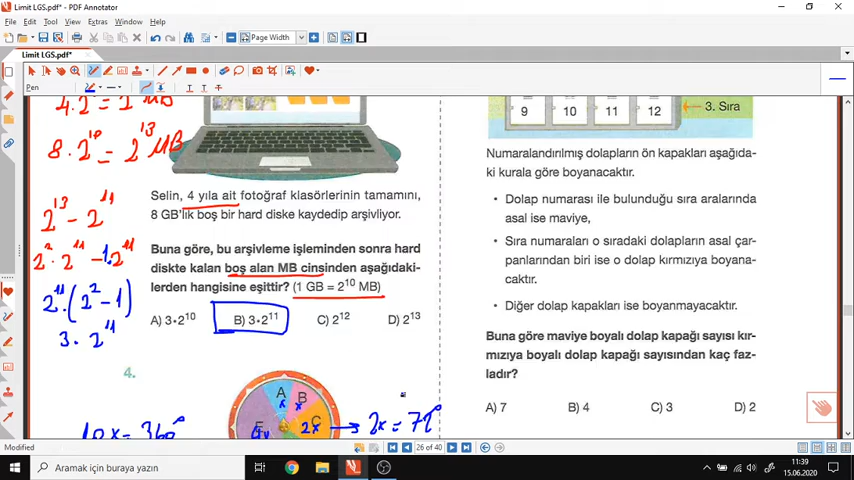 Limit LGS.pdf* - PDF Annotator
File Edit Tool View Extras Window Help
Page Width
Limit LGS.pdf*
Pen
4.2 = 2 MB
8.2¹⁰ = 2¹³ MB
2¹³ - 2¹¹
2².2¹¹ - 1.2¹¹
2¹¹.(2² - 1)
3.2¹¹
Selin, 4 yıla ait fotoğraf klasörlerinin tamamını,
8 GB'lık boş bir hard diske kaydedip arşivliyor.
Buna göre, bu arşivleme işleminden sonra hard
diskte kalan boş alan MB cinsinden aşağıdaki-
lerden hangisine eşittir? (1 GB = 2¹⁰ MB)
A) 3•2¹⁰ B) 3•2¹¹ C) 2¹² D) 2¹³
4.
A
B
C
x
x
2x
2x = 72°
10x = 360°
9 10 11 12
3. Sıra
Numaralandırılmış dolapların ön kapakları aşağıda-
ki kurala göre boyanacaktır.
• Dolap numarası ile bulunduğu sıra aralarında
asal ise maviye,
• Sıra numaraları o sıradaki dolapların asal çar-
panlarından biri ise o dolap kırmızıya boyana-
caktır.
• Diğer dolap kapakları ise boyanmayacaktır.
Buna göre maviye boyalı dolap kapağı sayısı kır-
mızıya boyalı dolap kapağı sayısından kaç faz-
ladır?
A) 7 B) 4 C) 3 D) 2
Modified
26 of 40
Aramak için buraya yazın
11:39
15.06.2020